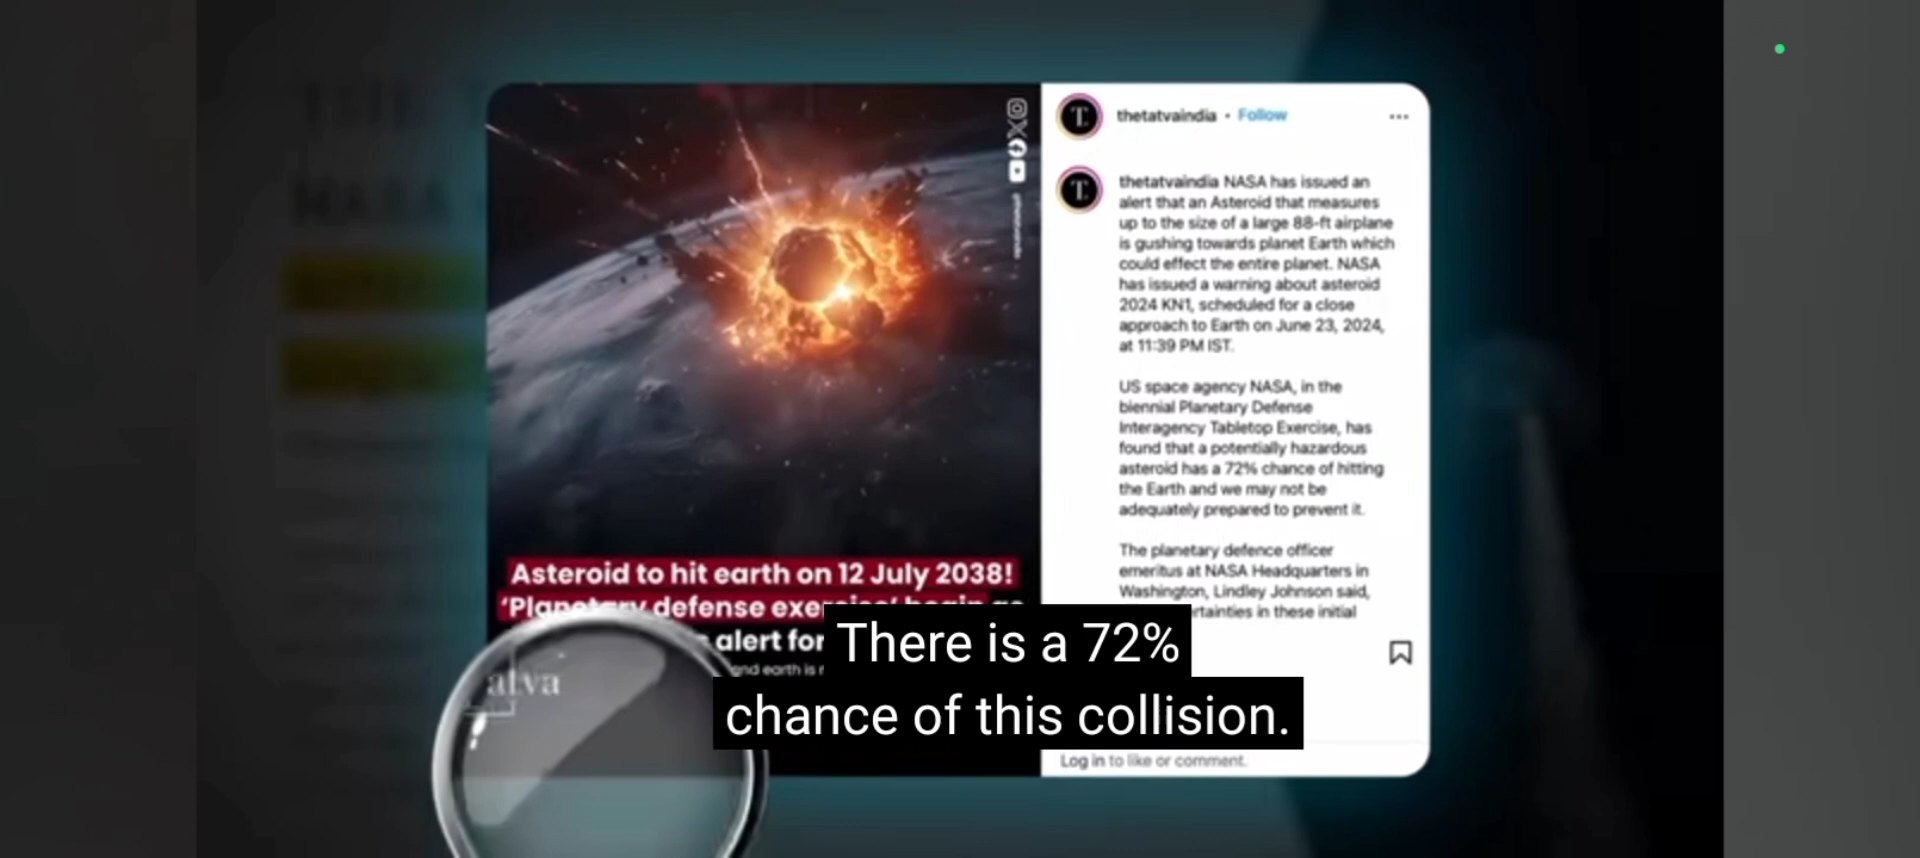 thetatvaindia • Follow
thetatvaindia NASA has issued an
alert that an Asteroid that measures
up to the size of a large 88-ft airplane
is gushing towards planet Earth which
could effect the entire planet. NASA
has issued a warning about asteroid
2024 KN1, scheduled for a close
approach to Earth on June 23, 2024,
at 11:39 PM IST.
US space agency NASA, in the
biennial Planetary Defense
Interagency Tabletop Exercise, has
found that a potentially hazardous
asteroid has a 72% chance of hitting
the Earth and we may not be
adequately prepared to prevent it.
The planetary defence officer
emeritus at NASA Headquarters in
Washington, Lindley Johnson said,
in these initial
Asteroid to hit earth on 12 July 2038!
defense
alert for
and earth is
There is a 72%
chance of this collision.
Log in to like or comment.